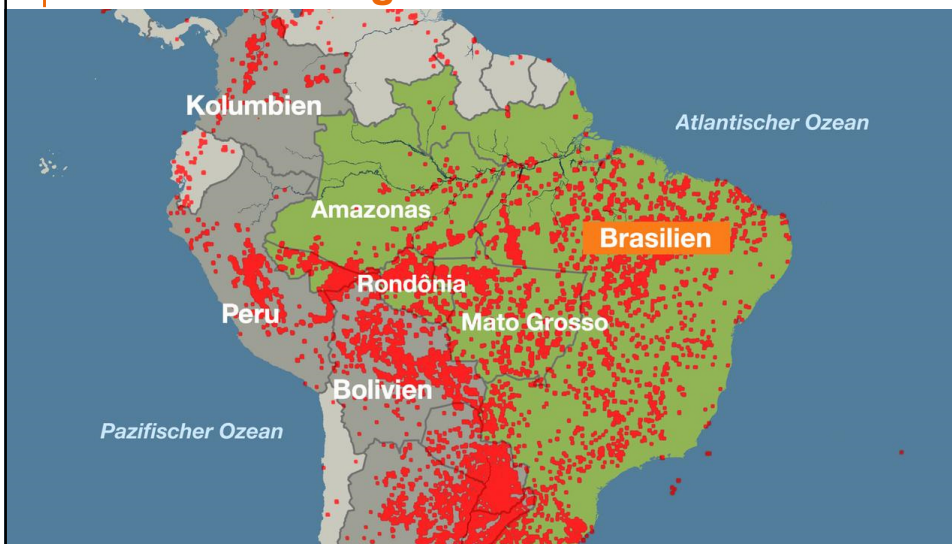 Kolumbien
Atlantischer Ozean
Amazonas
Brasilien
Rondônia
Peru
Mato Grosso
Bolivien
Pazifischer Ozean